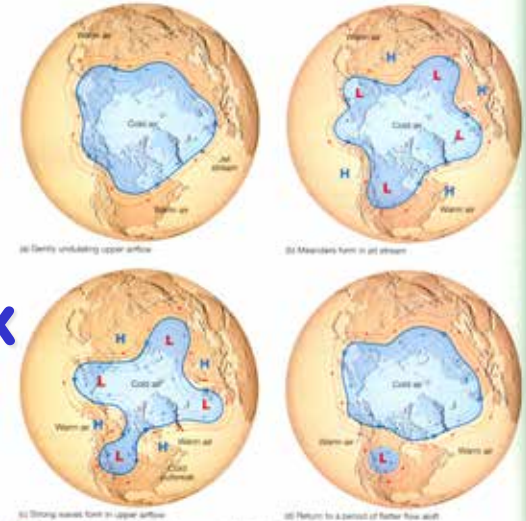 Warm air
Cold air
Jet
stream
Warm air
(a) Gently undulating upper airflow
Warm air
H
L
L
H
Cold air
L
H
L
H
Warm air
(b) Meanders form in jet stream
x
H
L
H
L
Cold air
L
Warm air
H
H
Warm air
L
Cold
outbreak
(c) Strong waves form in upper airflow
Cold air
Warm air
Warm air
L
(d) Return to a period of flatter flow aloft